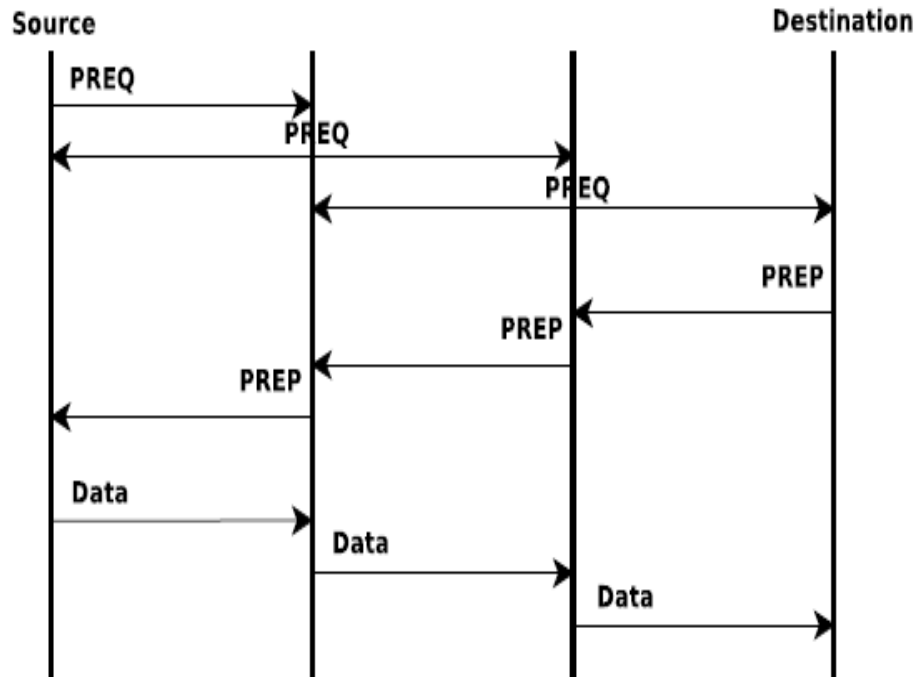 Source
Destination
PREQ
PREQ
PREQ
PREP
PREP
PREP
Data
Data
Data